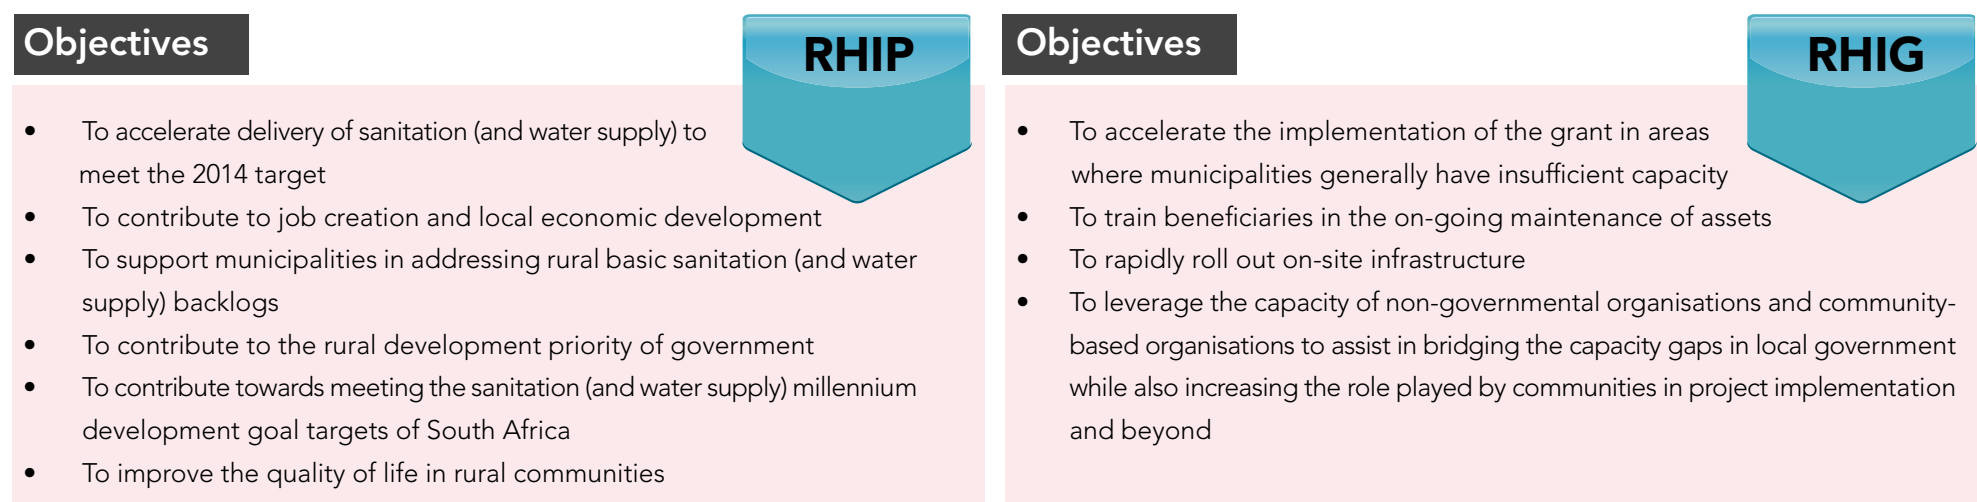 Objectives
RHIP
• To accelerate delivery of sanitation (and water supply) to
meet the 2014 target
• To contribute to job creation and local economic development
• To support municipalities in addressing rural basic sanitation (and water
supply) backlogs
• To contribute to the rural development priority of government
• To contribute towards meeting the sanitation (and water supply) millennium
development goal targets of South Africa
• To improve the quality of life in rural communities
Objectives
RHIG
• To accelerate the implementation of the grant in areas
where municipalities generally have insufficient capacity
• To train beneficiaries in the on-going maintenance of assets
• To rapidly roll out on-site infrastructure
• To leverage the capacity of non-governmental organisations and community-
based organisations to assist in bridging the capacity gaps in local government
while also increasing the role played by communities in project implementation
and beyond